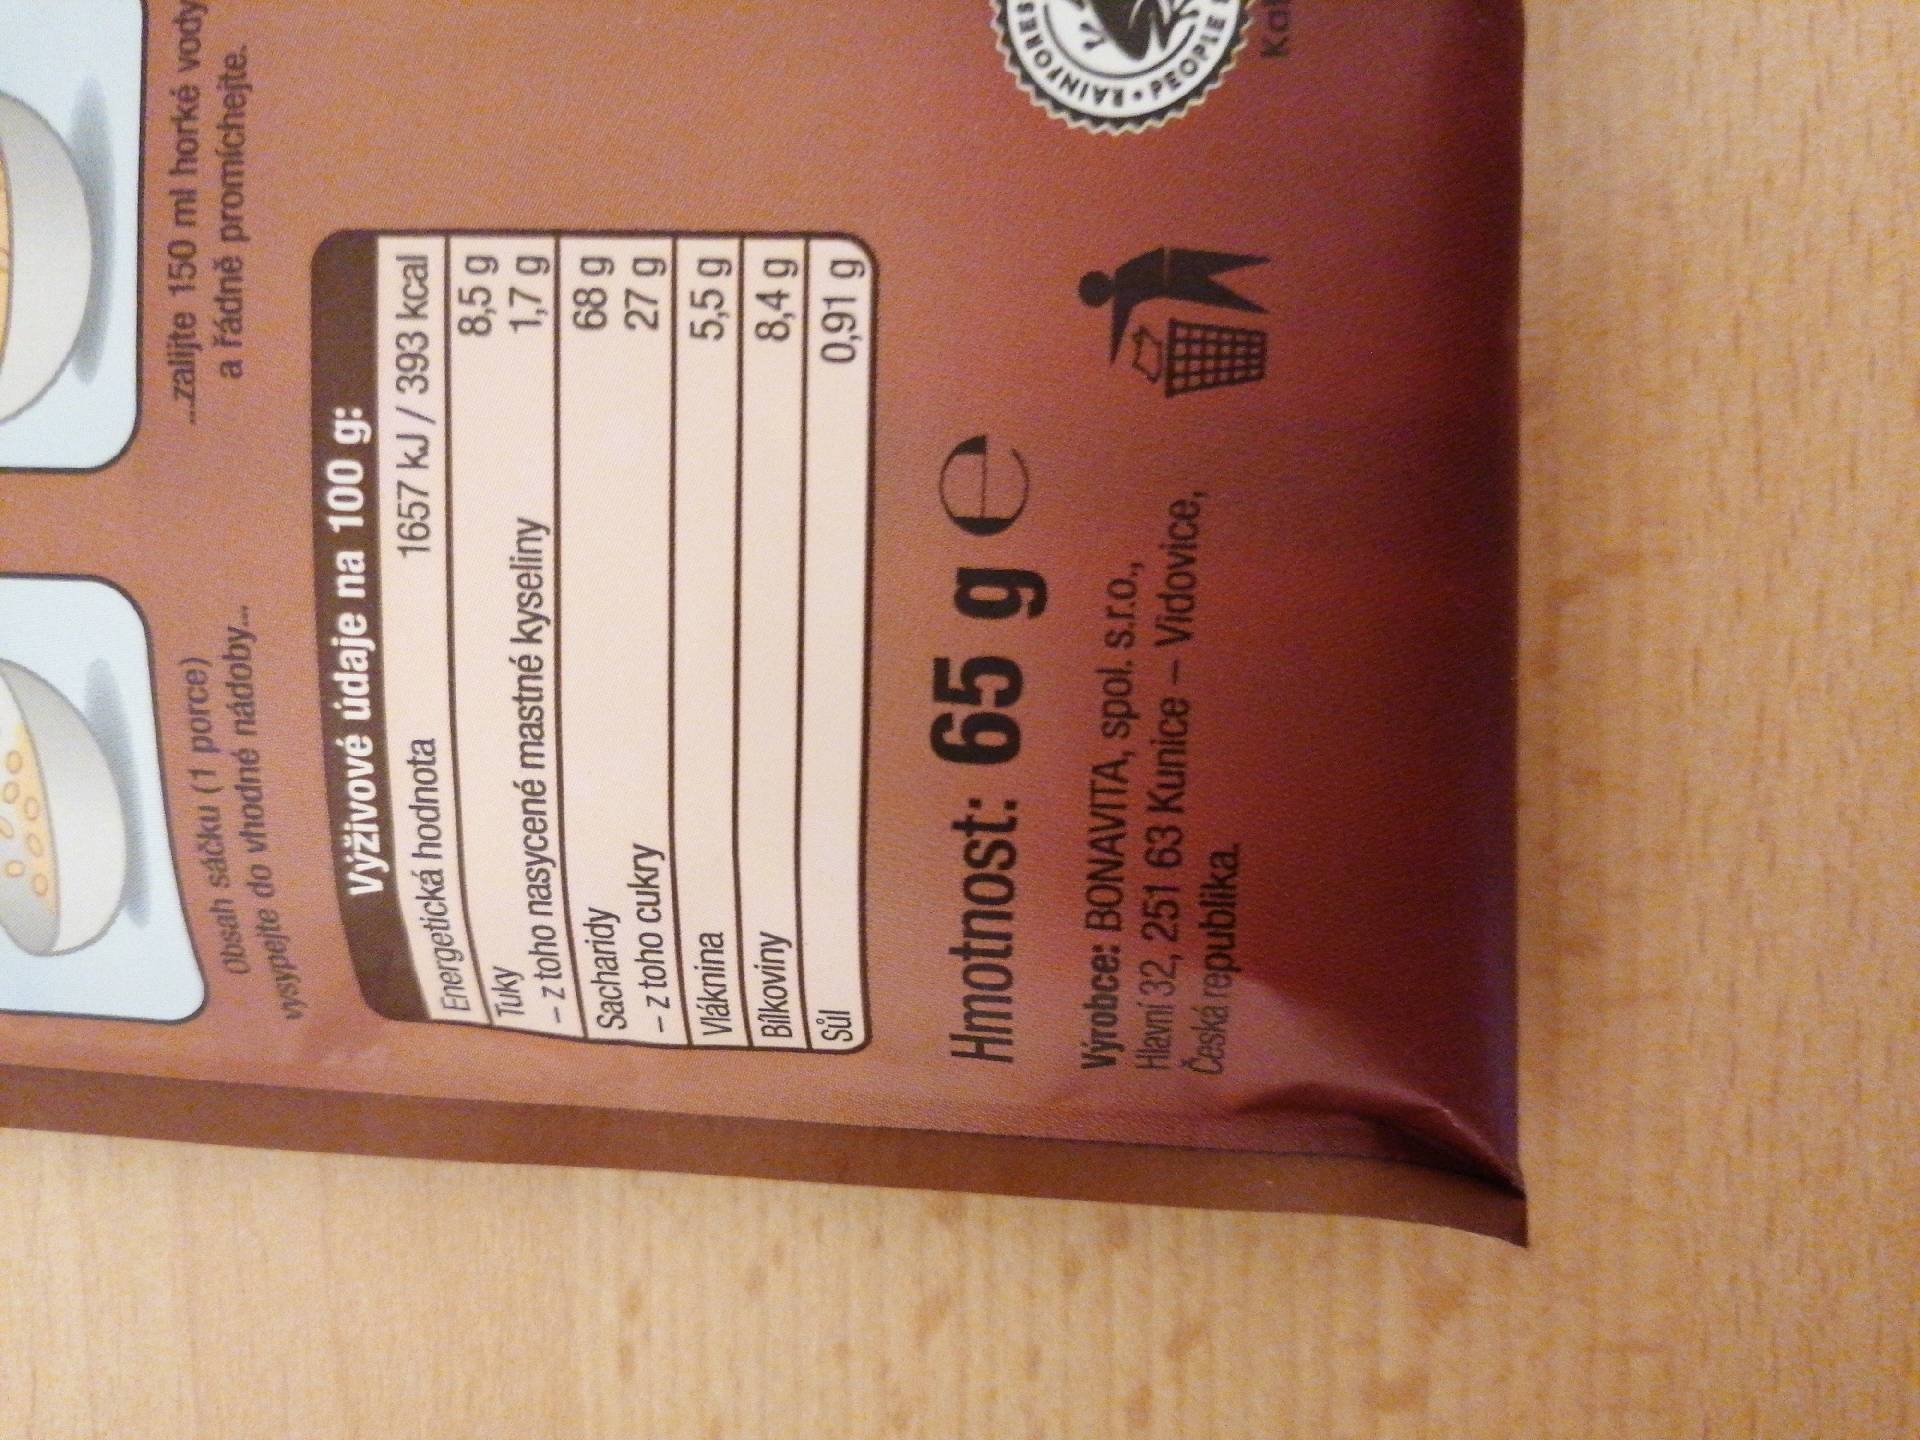 Obsah sáčku (1 porce)
vysypejte do vhodné nádoby...
...zalijte 150 ml horké vody
a řádně promíchejte.
Výživové údaje na 100 g:
Energetická hodnota 1657 kJ / 393 kcal
Tuky 8,5 g
– z toho nasycené mastné kyseliny 1,7 g
Sacharidy 68 g
– z toho cukry 27 g
Vláknina 5,5 g
Bílkoviny 8,4 g
Sůl 0,91 g
Hmotnost: 65 g e
Výrobce: BONAVITA, spol. s.r.o.,
Hlavní 32, 251 63 Kunice – Vidovice,
Česká republika.
RAINFORES
• PEOPLE